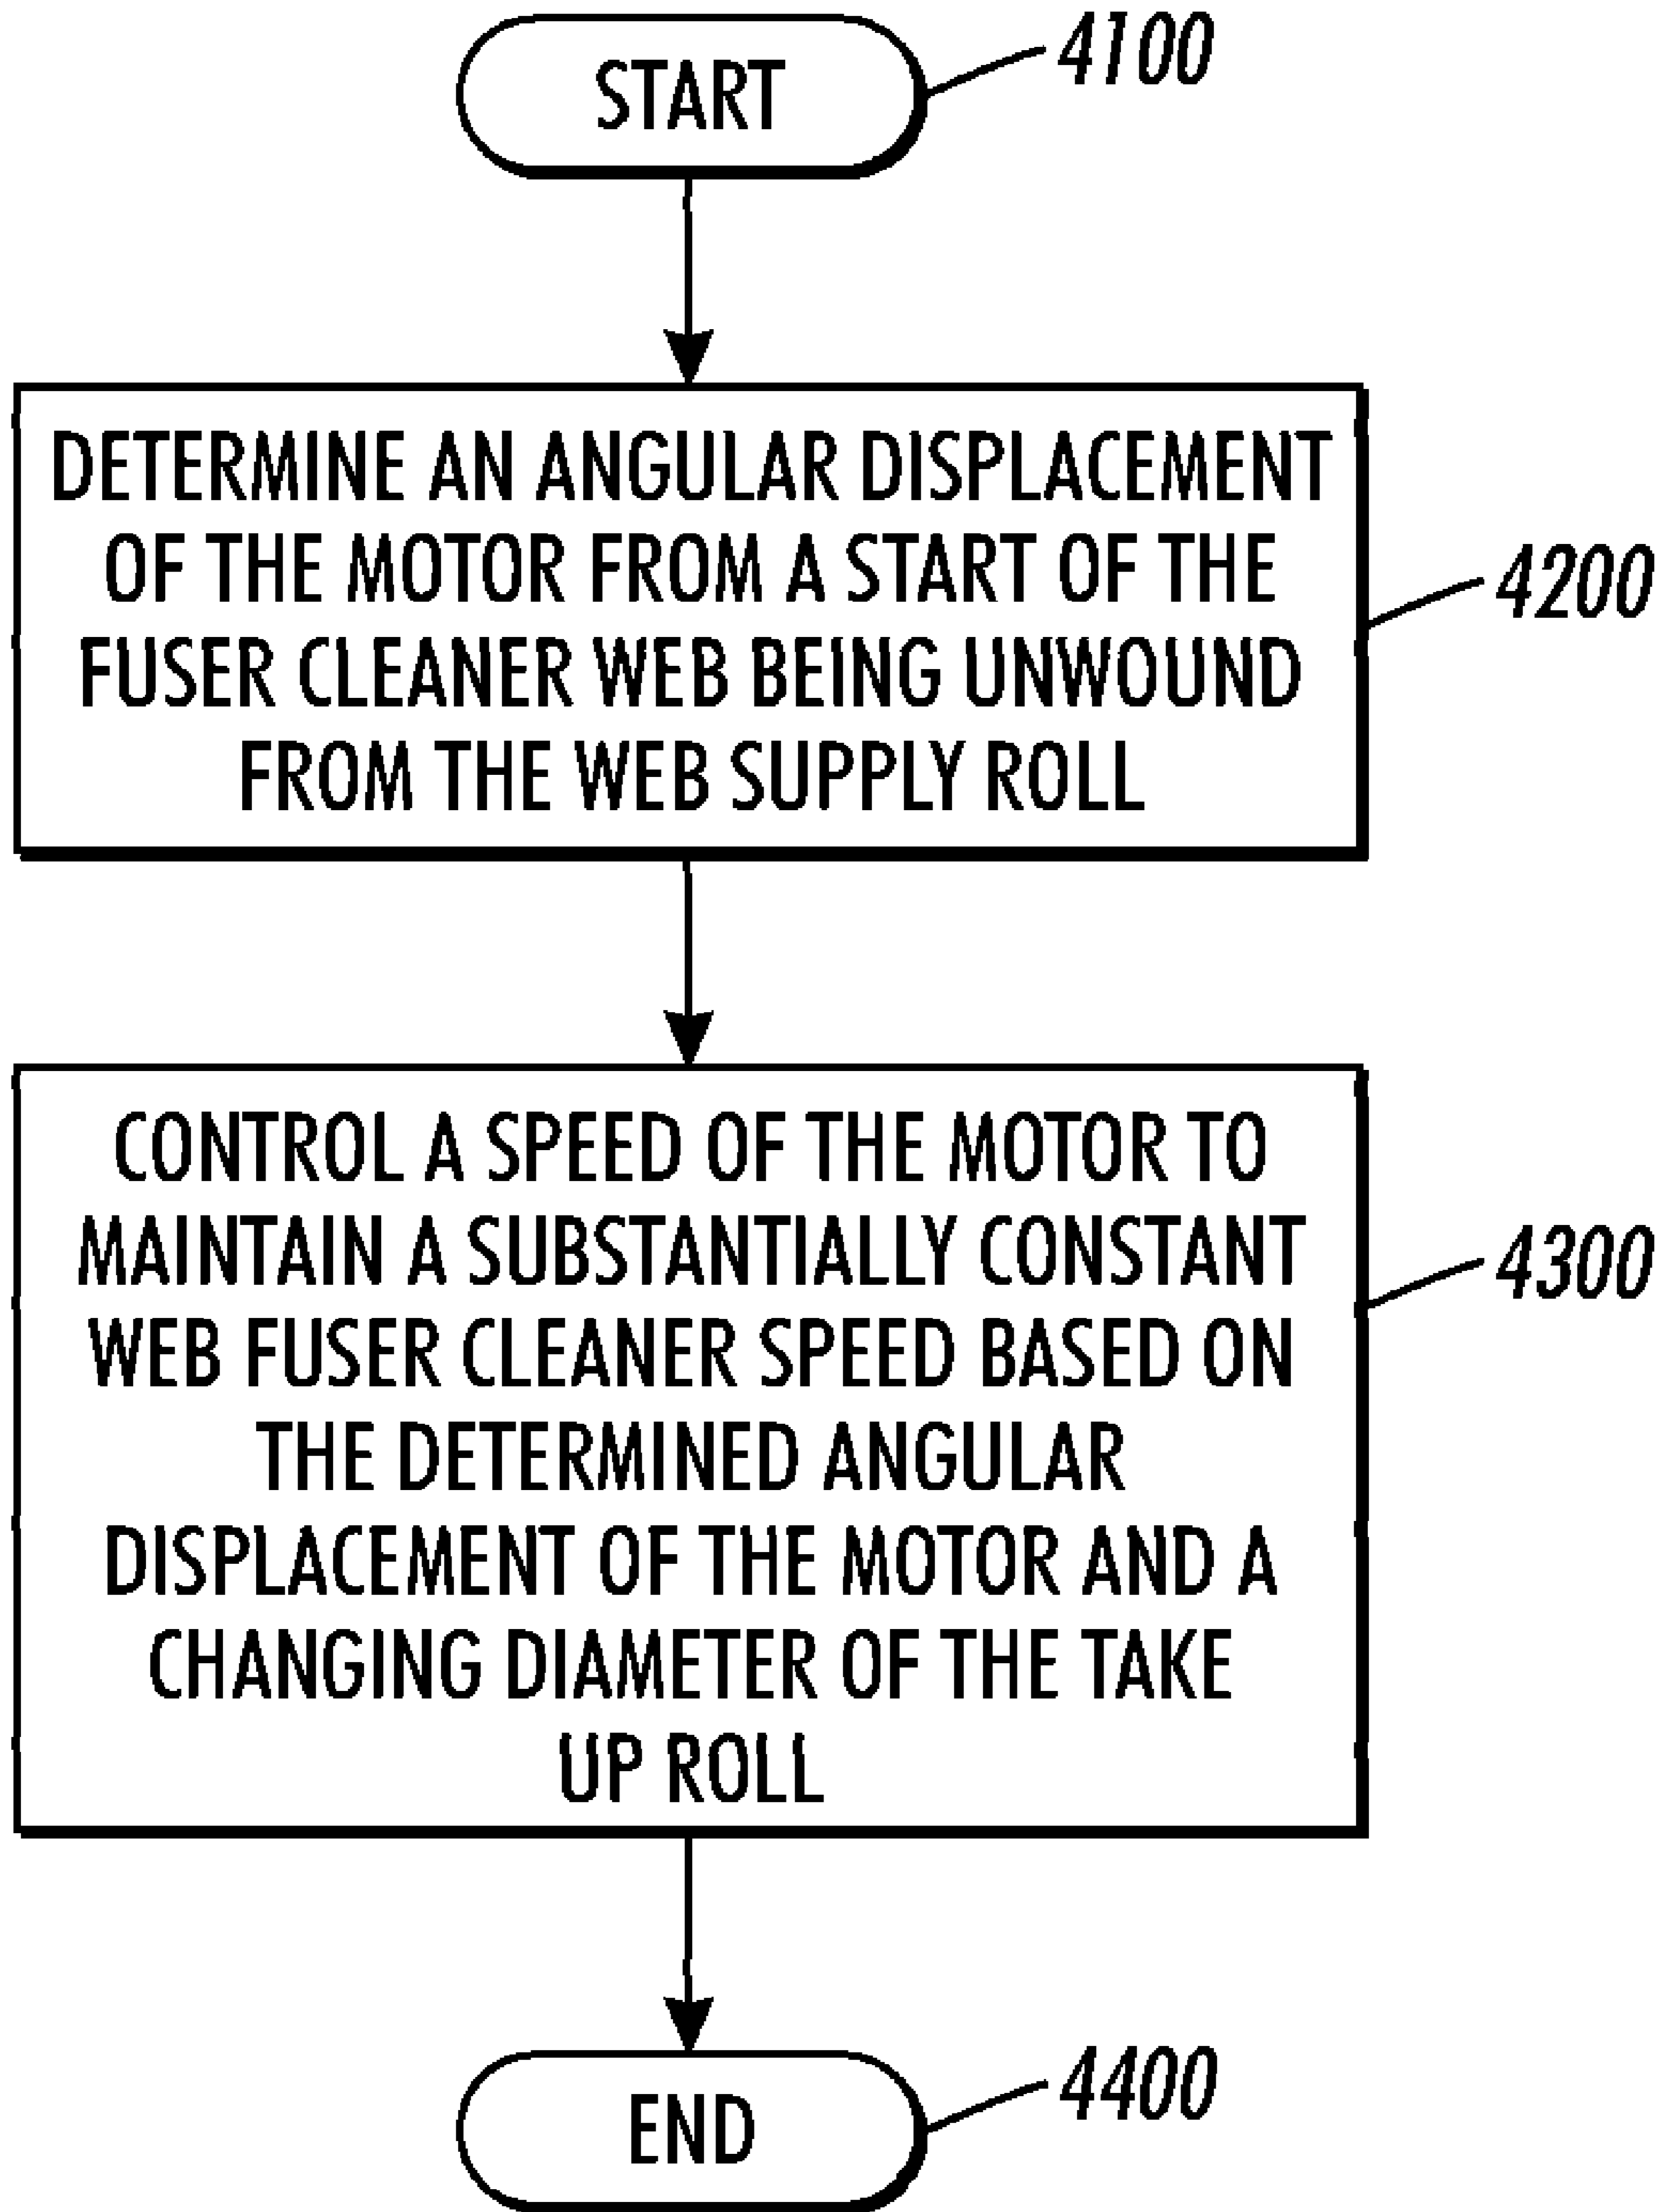 START
4100
DETERMINE AN ANGULAR DISPLACEMENT
OF THE MOTOR FROM A START OF THE
FUSER CLEANER WEB BEING UNWOUND
FROM THE WEB SUPPLY ROLL
4200
CONTROL A SPEED OF THE MOTOR TO
MAINTAIN A SUBSTANTIALLY CONSTANT
WEB FUSER CLEANER SPEED BASED ON
THE DETERMINED ANGULAR
DISPLACEMENT OF THE MOTOR AND A
CHANGING DIAMETER OF THE TAKE
UP ROLL
4300
END
4400